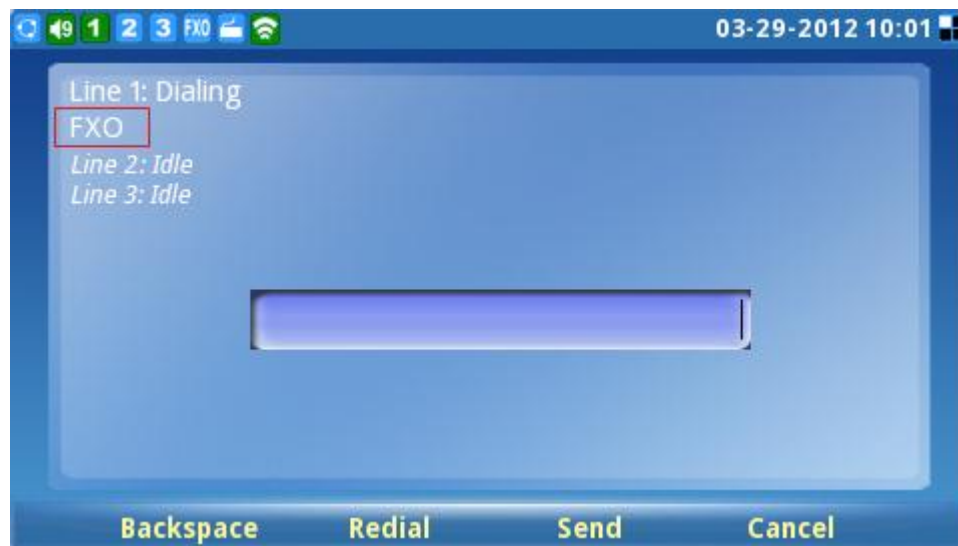 9 1 2 3 FXO 03-29-2012 10:01
Line 1: Dialing
FXO
Line 2: Idle
Line 3: Idle
Backspace Redial Send Cancel